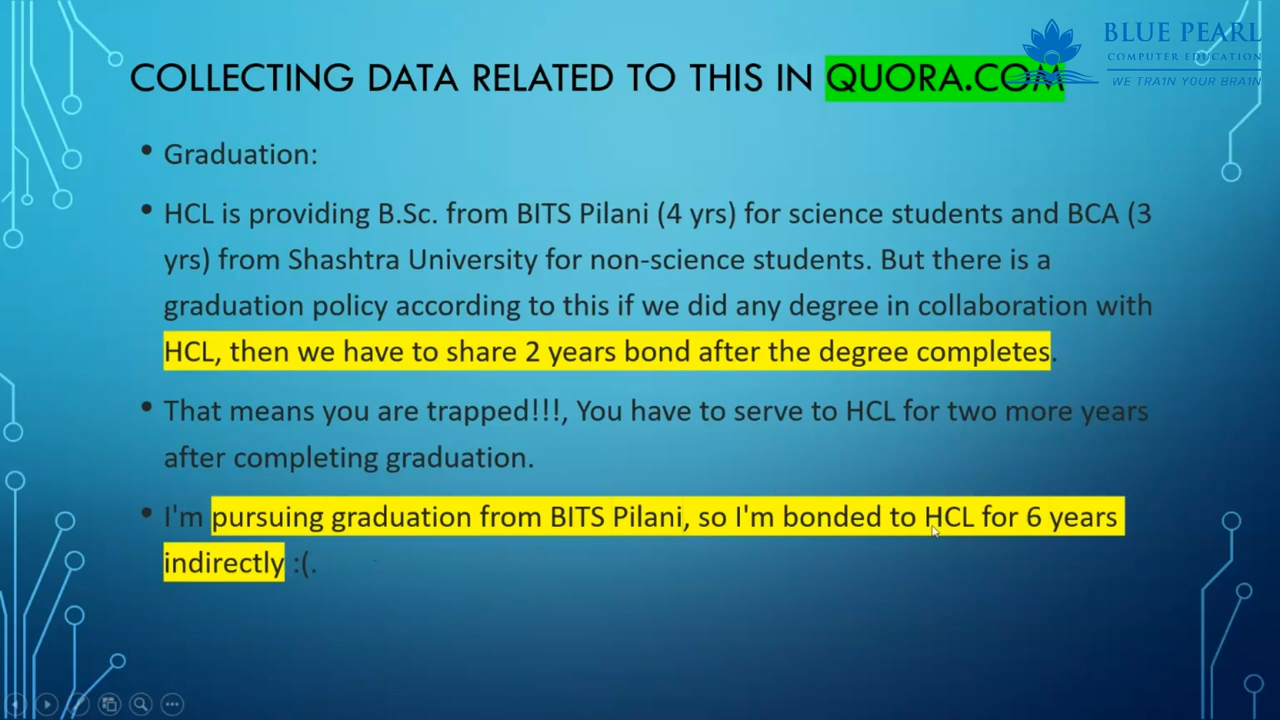 COLLECTING DATA RELATED TO THIS IN QUORA.COM
BLUE PEARL
COMPUTER EDUCATION
WE TRA1N YOUR BRA1N
• Graduation:
• HCL is providing B.Sc. from BITS Pilani (4 yrs) for science students and BCA (3
yrs) from Shashtra University for non-science students. But there is a
graduation policy according to this if we did any degree in collaboration with
HCL, then we have to share 2 years bond after the degree completes.
• That means you are trapped!!!, You have to serve to HCL for two more years
after completing graduation.
• I'm pursuing graduation from BITS Pilani, so I'm bonded to HCL for 6 years
indirectly :(.